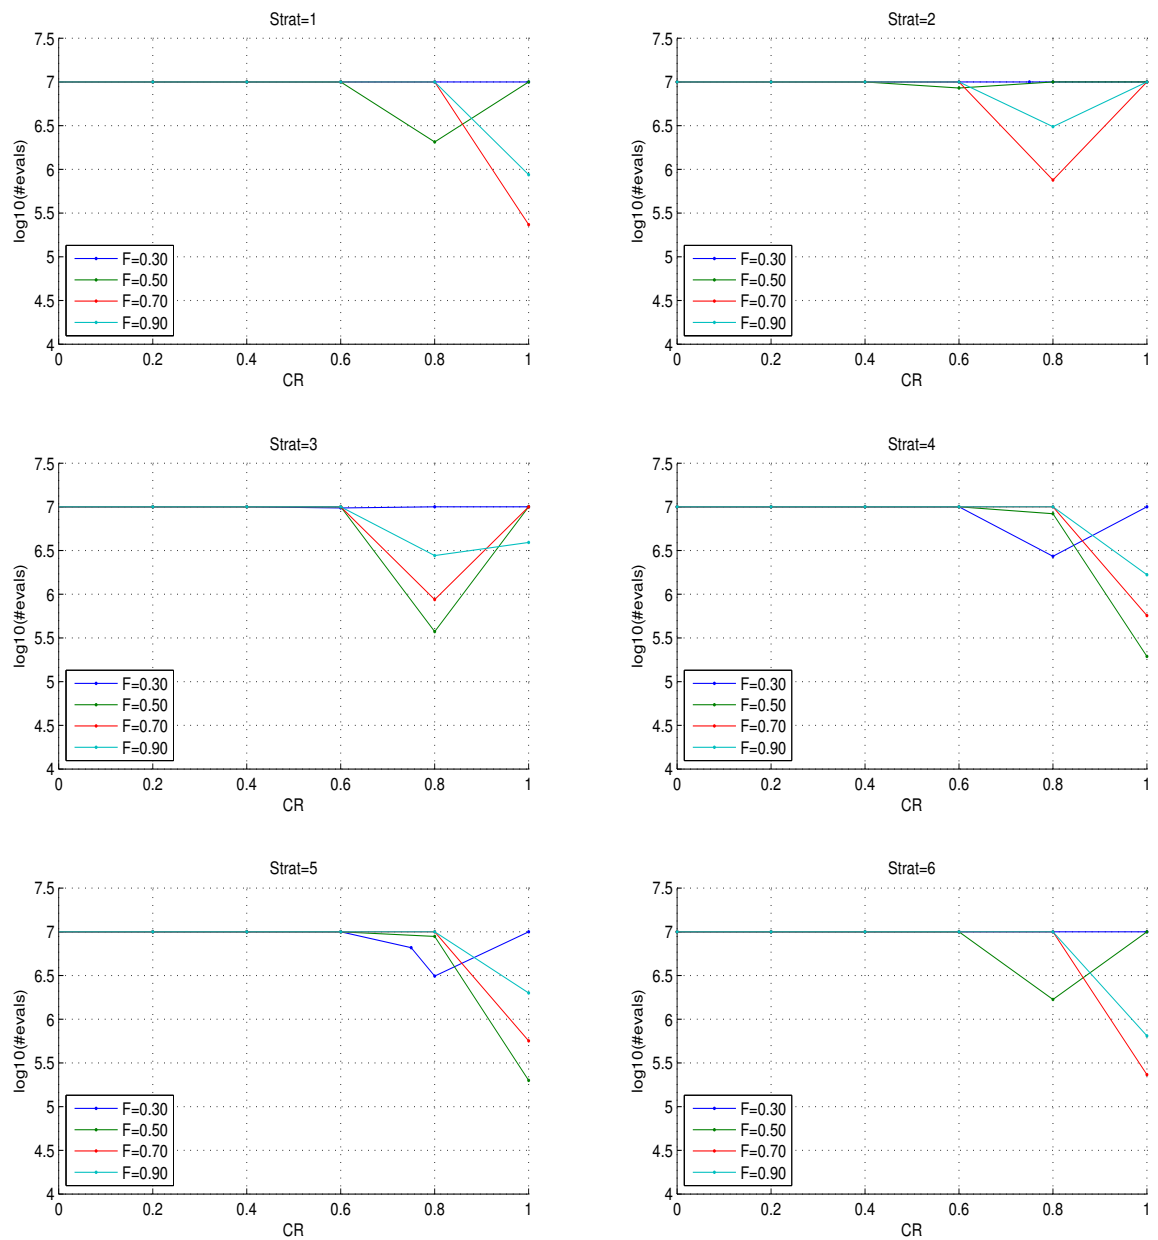 Strat=1
7.5
7
6.5
6
5.5
5
4.5
4
log10(#evals)
F=0.30
F=0.50
F=0.70
F=0.90
0 0.2 0.4 0.6 0.8 1
CR
Strat=2
7.5
7
6.5
6
5.5
5
4.5
4
log10(#evals)
F=0.30
F=0.50
F=0.70
F=0.90
0 0.2 0.4 0.6 0.8 1
CR
Strat=3
7.5
7
6.5
6
5.5
5
4.5
4
log10(#evals)
F=0.30
F=0.50
F=0.70
F=0.90
0 0.2 0.4 0.6 0.8 1
CR
Strat=4
7.5
7
6.5
6
5.5
5
4.5
4
log10(#evals)
F=0.30
F=0.50
F=0.70
F=0.90
0 0.2 0.4 0.6 0.8 1
CR
Strat=5
7.5
7
6.5
6
5.5
5
4.5
4
log10(#evals)
F=0.30
F=0.50
F=0.70
F=0.90
0 0.2 0.4 0.6 0.8 1
CR
Strat=6
7.5
7
6.5
6
5.5
5
4.5
4
log10(#evals)
F=0.30
F=0.50
F=0.70
F=0.90
0 0.2 0.4 0.6 0.8 1
CR